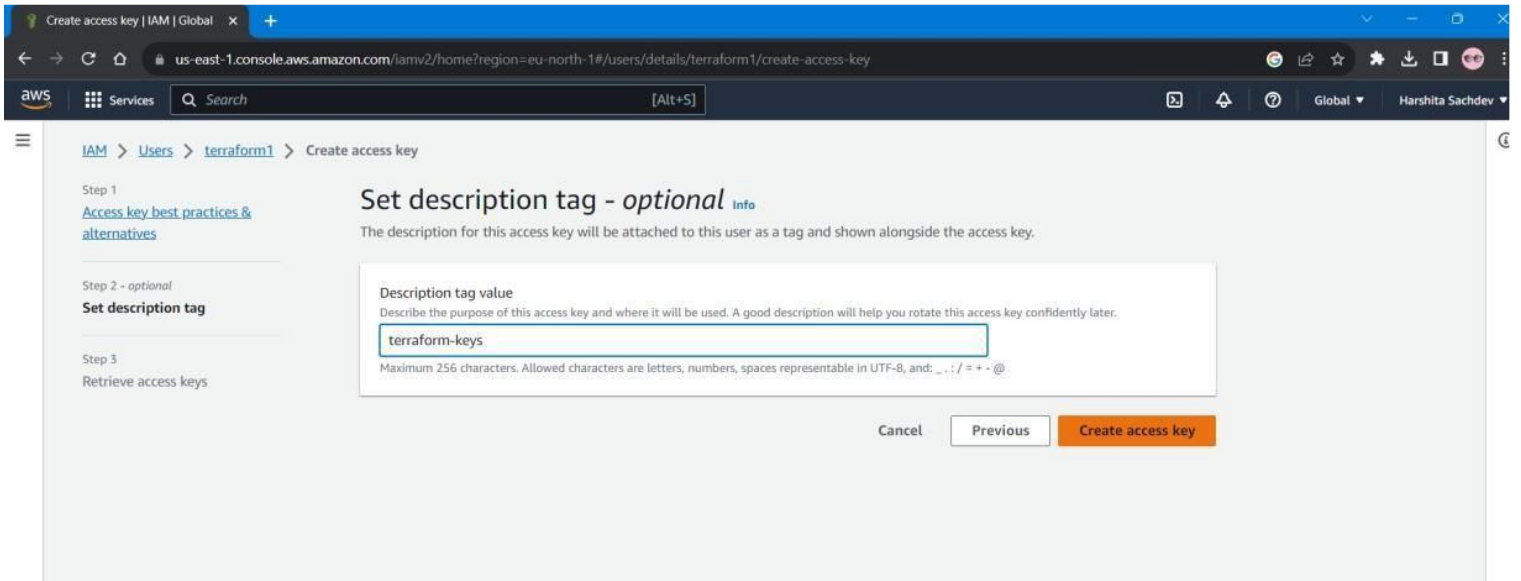 Create access key | IAM | Global
us-east-1.console.aws.amazon.com/iamv2/home?region=eu-north-1#/users/details/terraform1/create-access-key
aws Services Search [Alt+S] Global Harshita Sachdev
IAM > Users > terraform1 > Create access key
Step 1
Access key best practices &
alternatives
Step 2 - optional
Set description tag
Step 3
Retrieve access keys
Set description tag - optional Info
The description for this access key will be attached to this user as a tag and shown alongside the access key.
Description tag value
Describe the purpose of this access key and where it will be used. A good description will help you rotate this access key confidently later.
terraform-keys
Maximum 256 characters. Allowed characters are letters, numbers, spaces representable in UTF-8, and: _ . : / = + - @
Cancel Previous Create access key